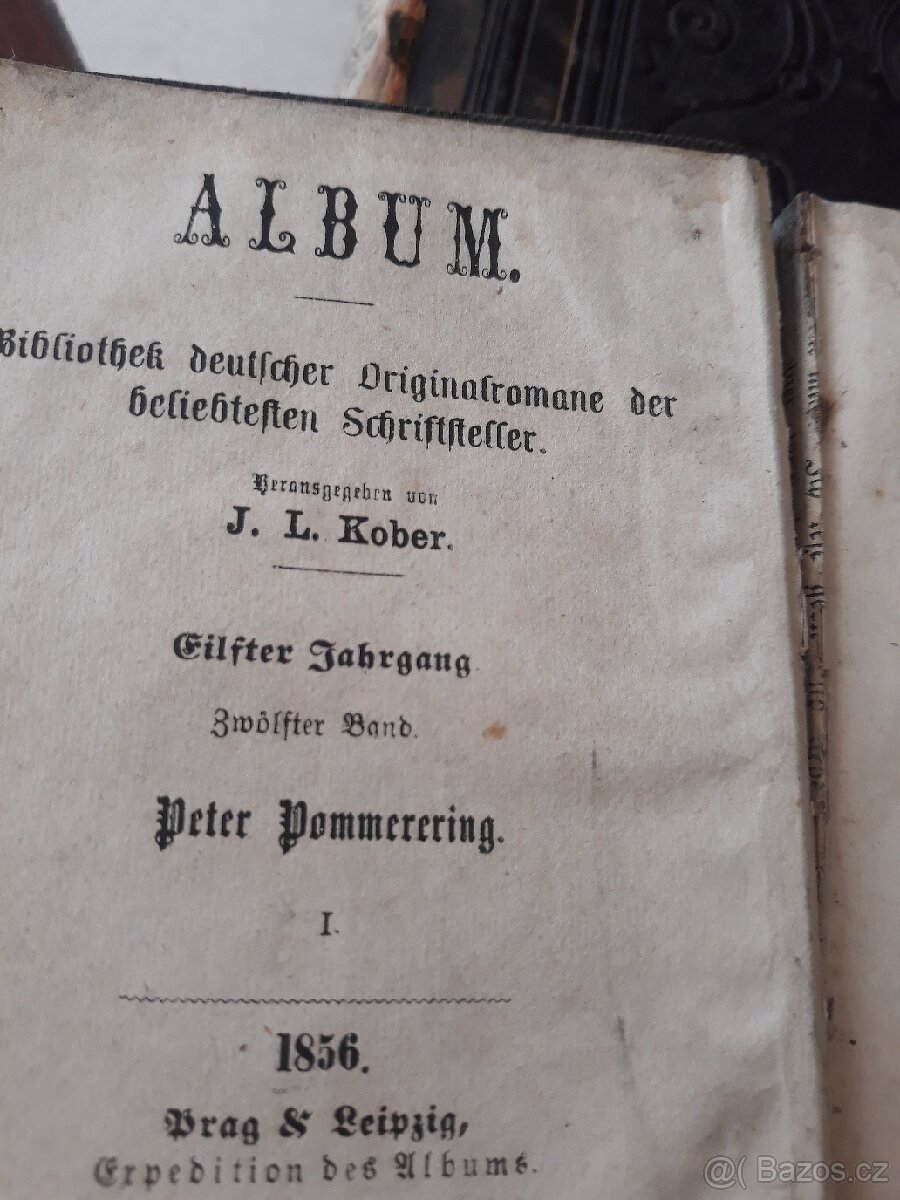 ALBUM.
Bibliothek deutscher Originalromane der
beliebtesten Schriftsteller.
Herausgegeben von
J. L. Kober.
Eilfter Jahrgang.
Zwölfter Band.
Peter Pommerering.
I.
1856.
Prag & Leipzig,
Expedition des Albums.
@( Bazos.cz